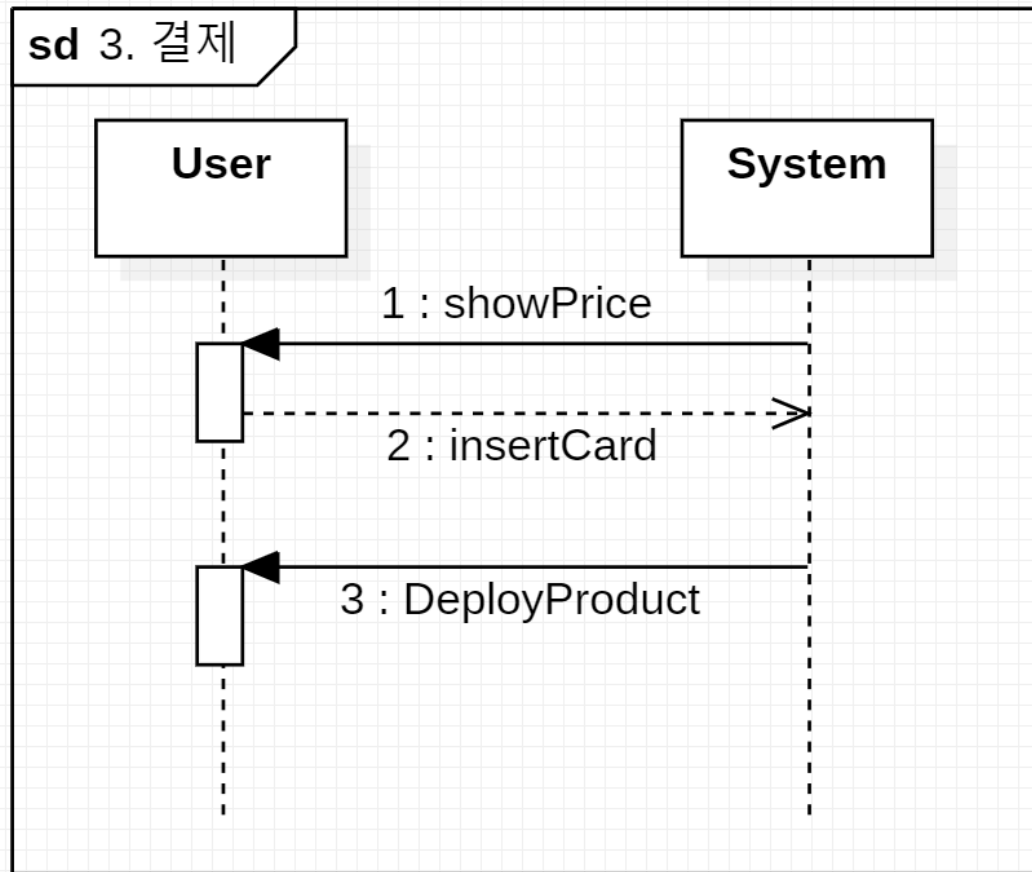 sd 3. 결제
User
System
1 : showPrice
2 : insertCard
3 : DeployProduct